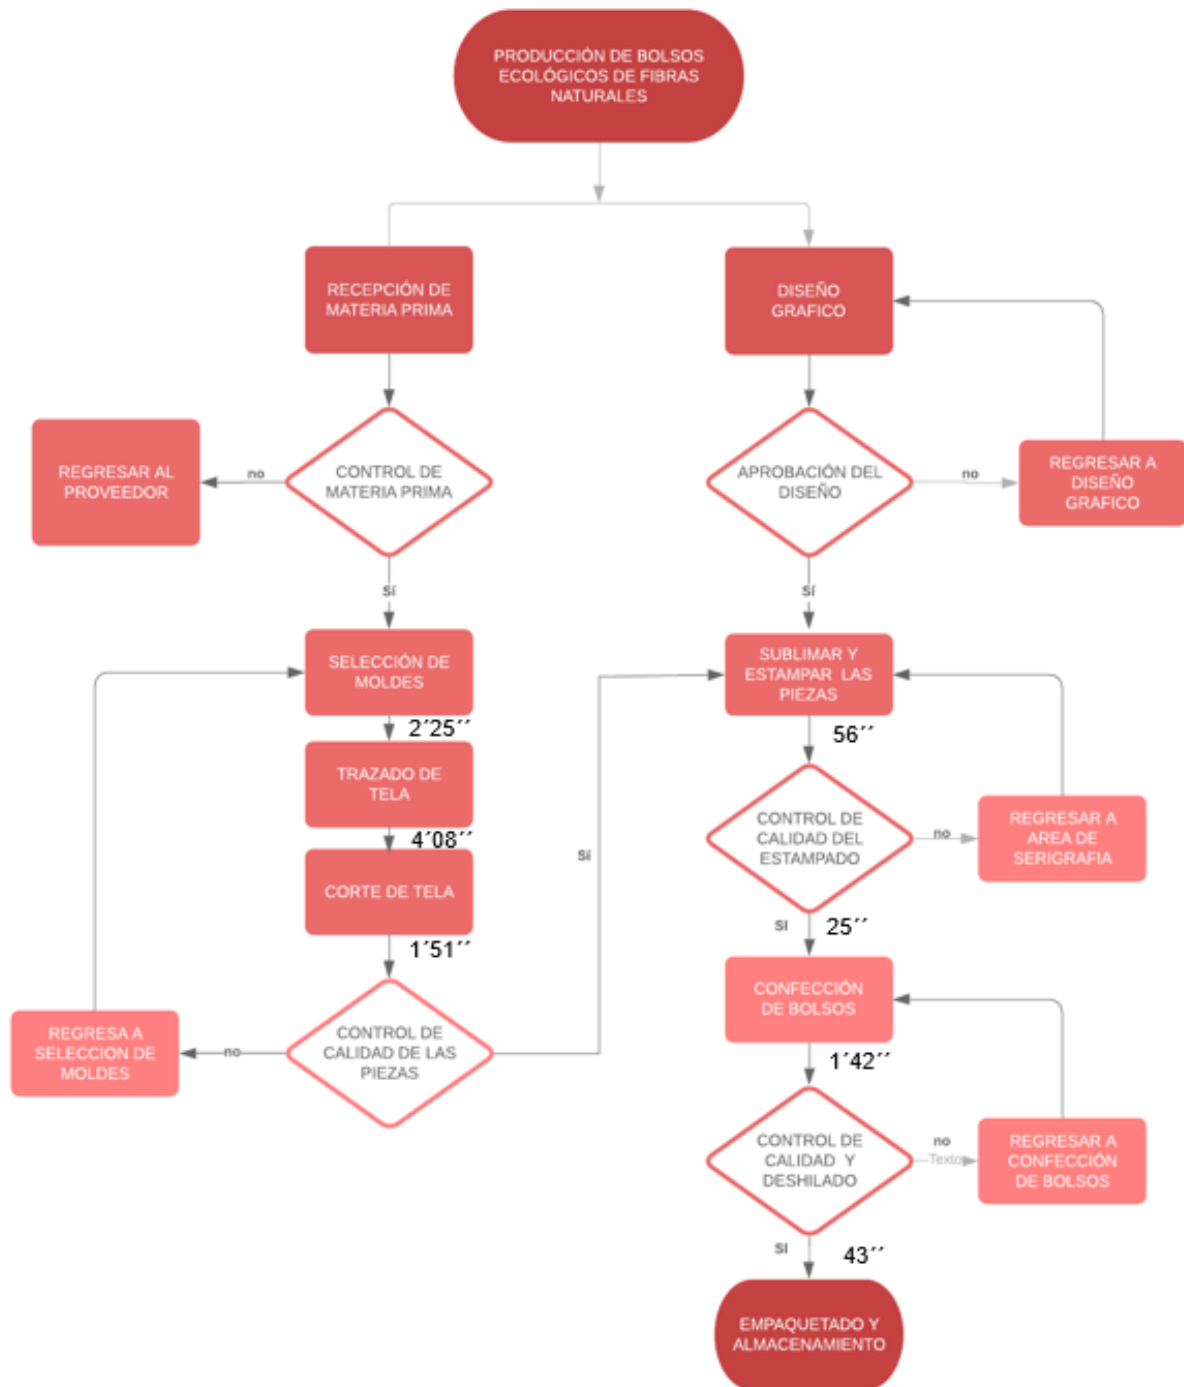 PRODUCCIÓN DE BOLSOS
ECOLÓGICOS DE FIBRAS
NATURALES
RECEPCIÓN DE
MATERIA PRIMA
DISEÑO
GRAFICO
REGRESAR AL
PROVEEDOR
no
CONTROL DE
MATERIA PRIMA
APROBACIÓN DEL
DISEÑO
no
REGRESAR A
DISEÑO
GRAFICO
Sí
Sí
SELECCIÓN DE
MOLDES
2´25´´
SUBLIMAR Y
ESTAMPAR LAS
PIEZAS
56´´
TRAZADO DE
TELA
4´08´´
CONTROL DE
CALIDAD DEL
ESTAMPADO
no
REGRESAR A
AREA DE
SERIGRAFIA
Sí
CORTE DE TELA
1´51´´
SI
25´´
CONFECCIÓN
DE BOLSOS
1´42´´
REGRESA A
SELECCION DE
MOLDES
no
CONTROL DE
CALIDAD DE LAS
PIEZAS
CONTROL DE
CALIDAD Y
DESHILADO
no
Texto
REGRESAR A
CONFECCIÓN
DE BOLSOS
SI
43´´
EMPAQUETADO Y
ALMACENAMIENTO